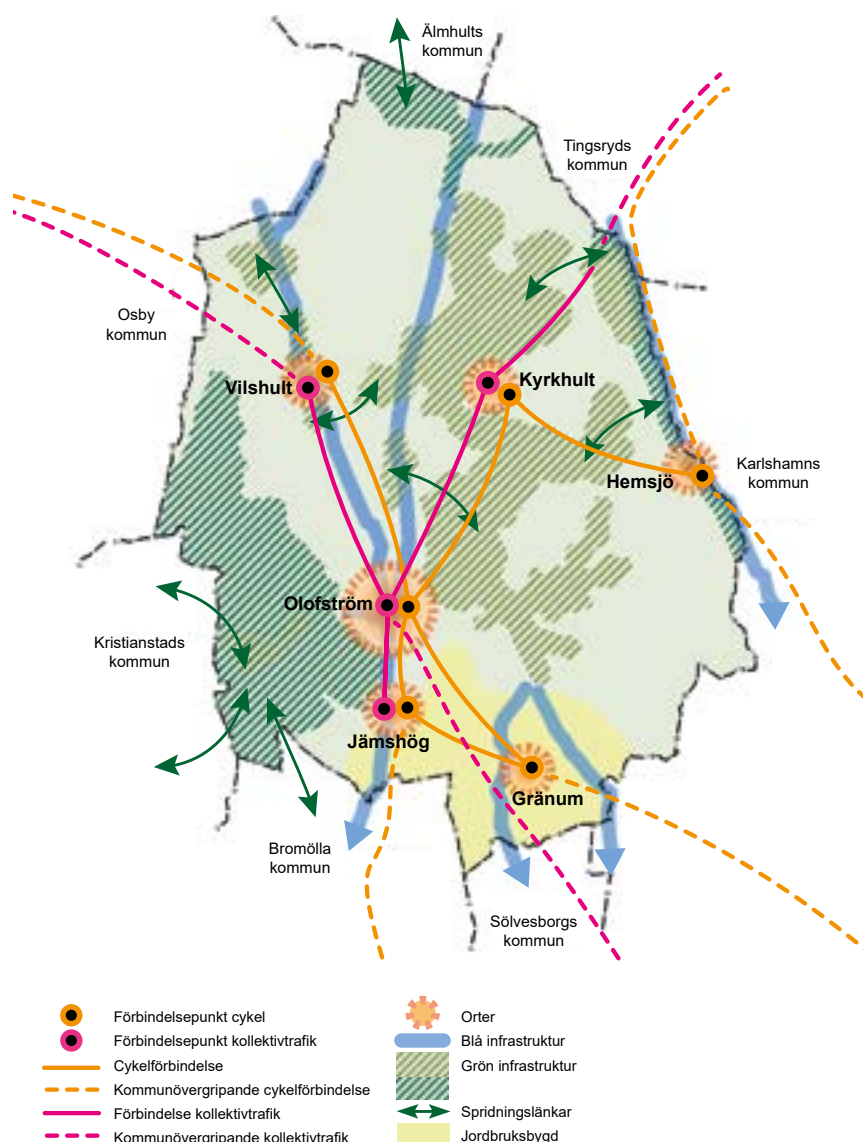 Älmhults
kommun
Tingsryds
kommun
Osby
kommun
Vilshult
Kyrkhult
Hemsjö
Karlshamns
kommun
Olofström
Kristianstads
kommun
Jämshög
Gränum
Bromölla
kommun
Sölvesborgs
kommun
Förbindelsepunkt cykel
Förbindelsepunkt kollektivtrafik
Cykelförbindelse
Kommunövergripande cykelförbindelse
Förbindelse kollektivtrafik
Kommunövergripande kollektivtrafik
Orter
Blå infrastruktur
Grön infrastruktur
Spridningslänkar
Jordbruksbygd